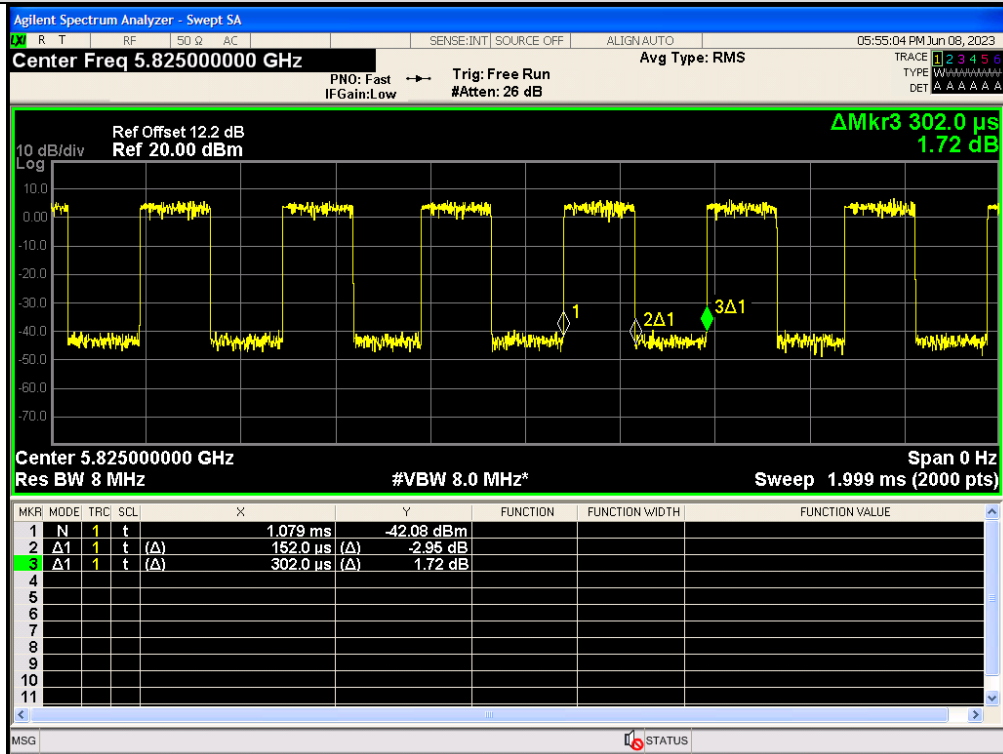 Agilent Spectrum Analyzer - Swept SA
LXI R T RF 50 Ω AC SENSE:INT SOURCE OFF ALIGN AUTO 05:55:04 PM Jun 08, 2023
Center Freq 5.825000000 GHz Avg Type: RMS TRACE 1 2 3 4 5 6
PNO: Fast Trig: Free Run TYPE W
IFGain:Low #Atten: 26 dB DET A A A A A A
ΔMkr3 302.0 µs
Ref Offset 12.2 dB
10 dB/div Ref 20.00 dBm 1.72 dB
Log
10.0
0.00
-10.0
-20.0
-30.0
1 2Δ1 3Δ1
-40.0
-50.0
-60.0
-70.0
Center 5.825000000 GHz Span 0 Hz
Res BW 8 MHz #VBW 8.0 MHz* Sweep 1.999 ms (2000 pts)
MKR MODE TRC SCL X Y FUNCTION FUNCTION WIDTH FUNCTION VALUE
1 N 1 t 1.079 ms -42.08 dBm
2 Δ1 1 t (Δ) 152.0 µs (Δ) -2.95 dB
3 Δ1 1 t (Δ) 302.0 µs (Δ) 1.72 dB
4
5
6
7
8
9
10
11
MSG STATUS